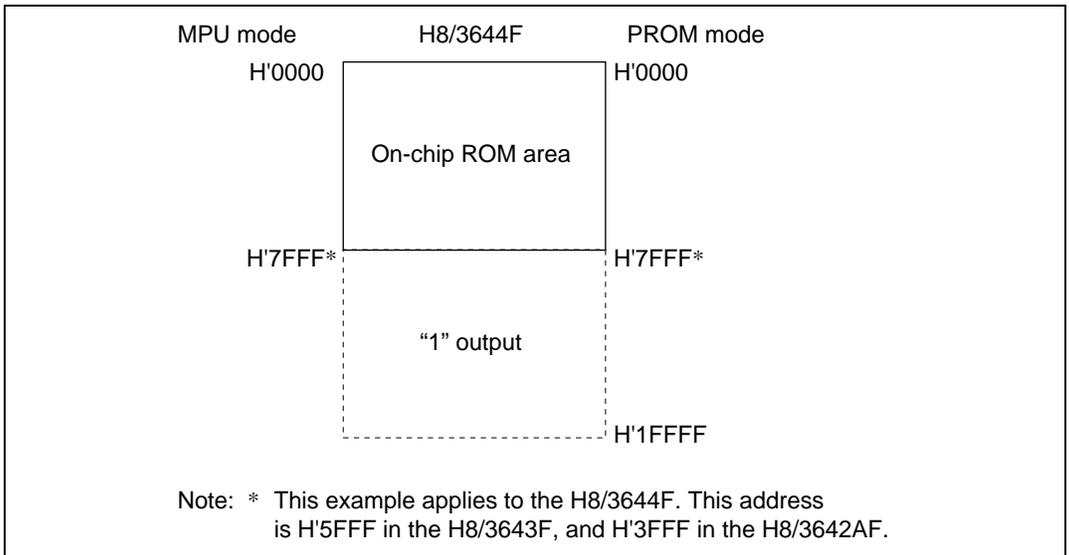 MPU mode H8/3644F PROM mode
H'0000 H'0000
On-chip ROM area
H'7FFF* H'7FFF*
“1” output
H'1FFFF
Note: * This example applies to the H8/3644F. This address
is H'5FFF in the H8/3643F, and H'3FFF in the H8/3642AF.